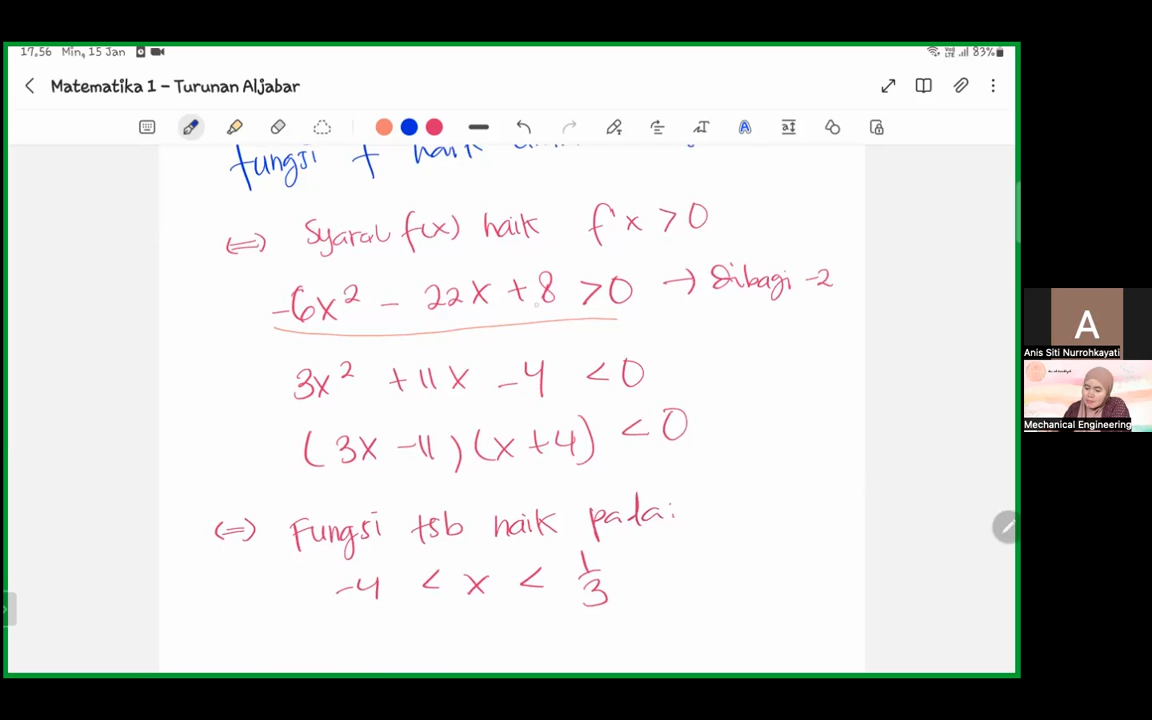 17.56 Min, 15 Jan
83%
Matematika 1 - Turunan Aljabar
fungsi f naik
⇔ Syarat f(x) naik f'x > 0
-6x² - 22x + 8 > 0 → Dibagi -2
3x² + 11x - 4 < 0
(3x - 11)(x + 4) < 0
⇔ Fungsi tsb naik pada:
-4 < x < 1/3
A
Anis Siti Nurrohkayati
Mechanical Engineering